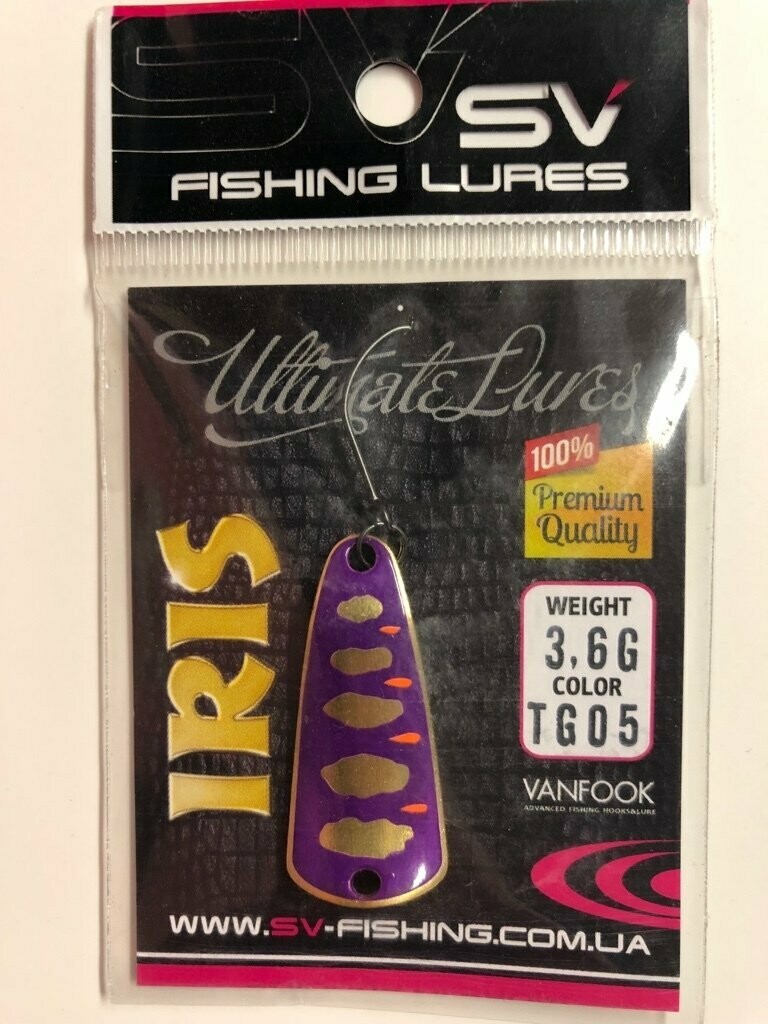 SV
SV
FISHING LURES
Ultimate Lures
100%
Premium
Quality
IRIS
WEIGHT
3,6G
COLOR
TG05
VANFOOK
ADVANCED FISHING HOOKS&LURE
WWW.SV-FISHING.COM.UA